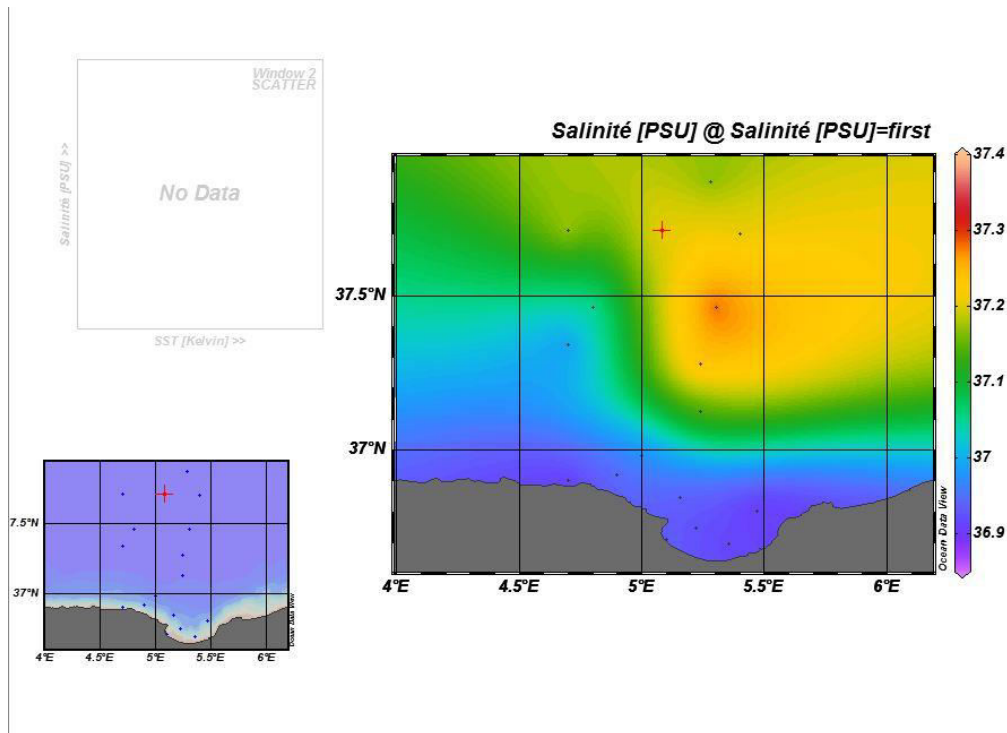 Window 2
SCATTER
Salinité [PSU] >>
No Data
SST [Kelvin] >>
Salinité [PSU] @ Salinité [PSU]=first
37.5°N
37°N
4°E
4.5°E
5°E
5.5°E
6°E
Ocean Data View
37.4
37.3
37.2
37.1
37
36.9
7.5°N
37°N
4°E
4.5°E
5°E
5.5°E
6°E
Ocean Data View